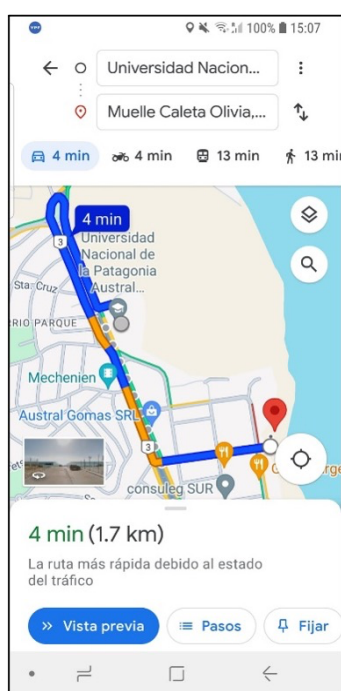 100% 15:07
Universidad Nacion...
Muelle Caleta Olivia,...
4 min
4 min
13 min
13 mi
4 min
3
Universidad
Nacional de
la Patagonia
Austral...
Sta. Cruz
RIO PARQUE
Mechenien
Austral Gomas SRL
3
consuleg SUR
4 min (1.7 km)
La ruta más rápida debido al estado
del tráfico
Vista previa
Pasos
Fijar